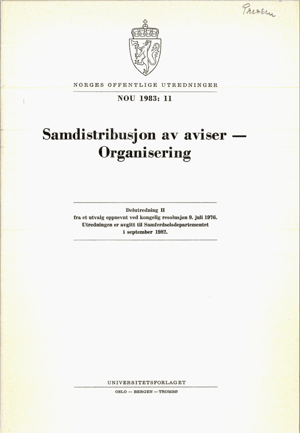 Pressen
NORGES OFFENTLIGE UTREDNINGER
NOU 1983: 11
Samdistribusjon av aviser —
Organisering
Delutredning II
fra et utvalg oppnevnt ved kongelig resolusjon 9. juli 1976.
Utredningen er avgitt til Samferdselsdepartementet
i september 1982.
UNIVERSITETSFORLAGET
OSLO — BERGEN — TROMSØ